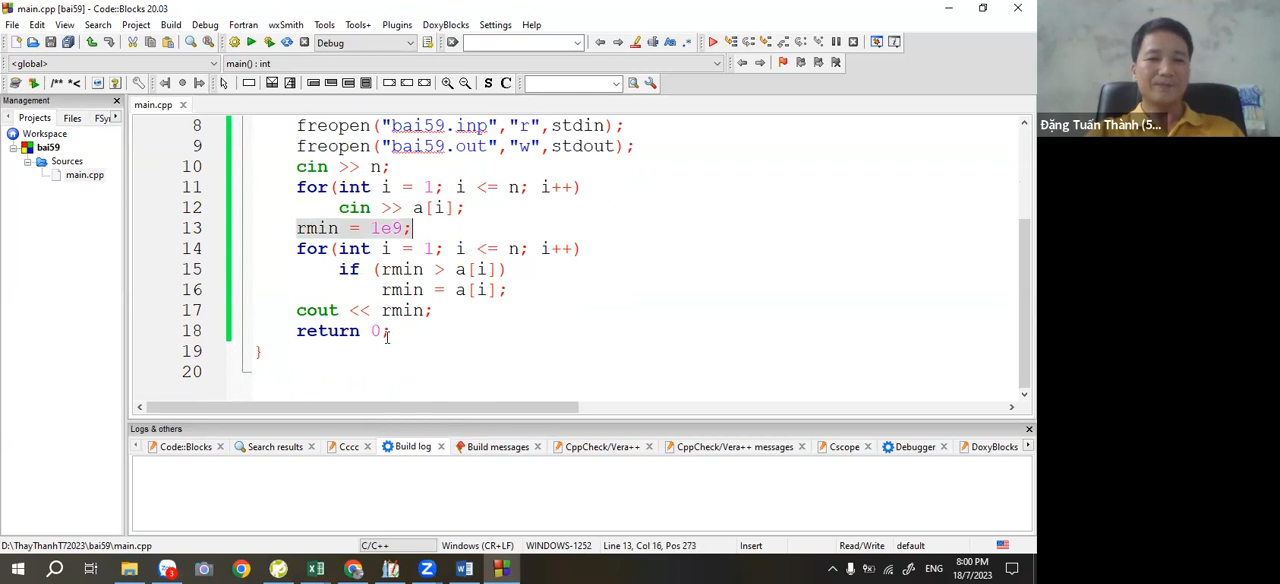 main.cpp [bai59] - Code::Blocks 20.03
File Edit View Search Project Build Debug Fortran wxSmith Tools Tools+ Plugins DoxyBlocks Settings Help
Debug
<global> main() : int
/** *< S C
Management
Projects Files FSy
Workspace
bai59
Sources
main.cpp
main.cpp
8 freopen("bai59.inp","r",stdin);
9 freopen("bai59.out","w",stdout);
10 cin >> n;
11 for(int i = 1; i <= n; i++)
12 cin >> a[i];
13 rmin = 1e9;
14 for(int i = 1; i <= n; i++)
15 if (rmin > a[i])
16 rmin = a[i];
17 cout << rmin;
18 return 0;
19 }
20
Logs & others
Code::Blocks Search results Cccc Build log Build messages CppCheck/Vera++ CppCheck/Vera++ messages Cscope Debugger DoxyBlocks
D:\ThayThanhT72023\bai59\main.cpp C/C++ Windows (CR+LF) WINDOWS-1252 Line 13, Col 16, Pos 273 Insert Read/Write default
ENG
8:00 PM
18/7/2023
Đặng Tuấn Thành (5...